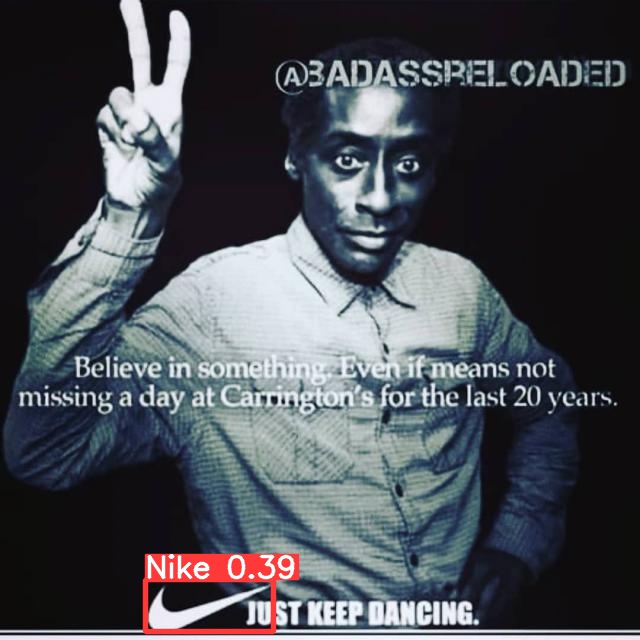 @BADASSRELOADED
Believe in something. Even if means not
missing a day at Carrington's for the last 20 years.
Nike 0.39
JUST KEEP DANCING.